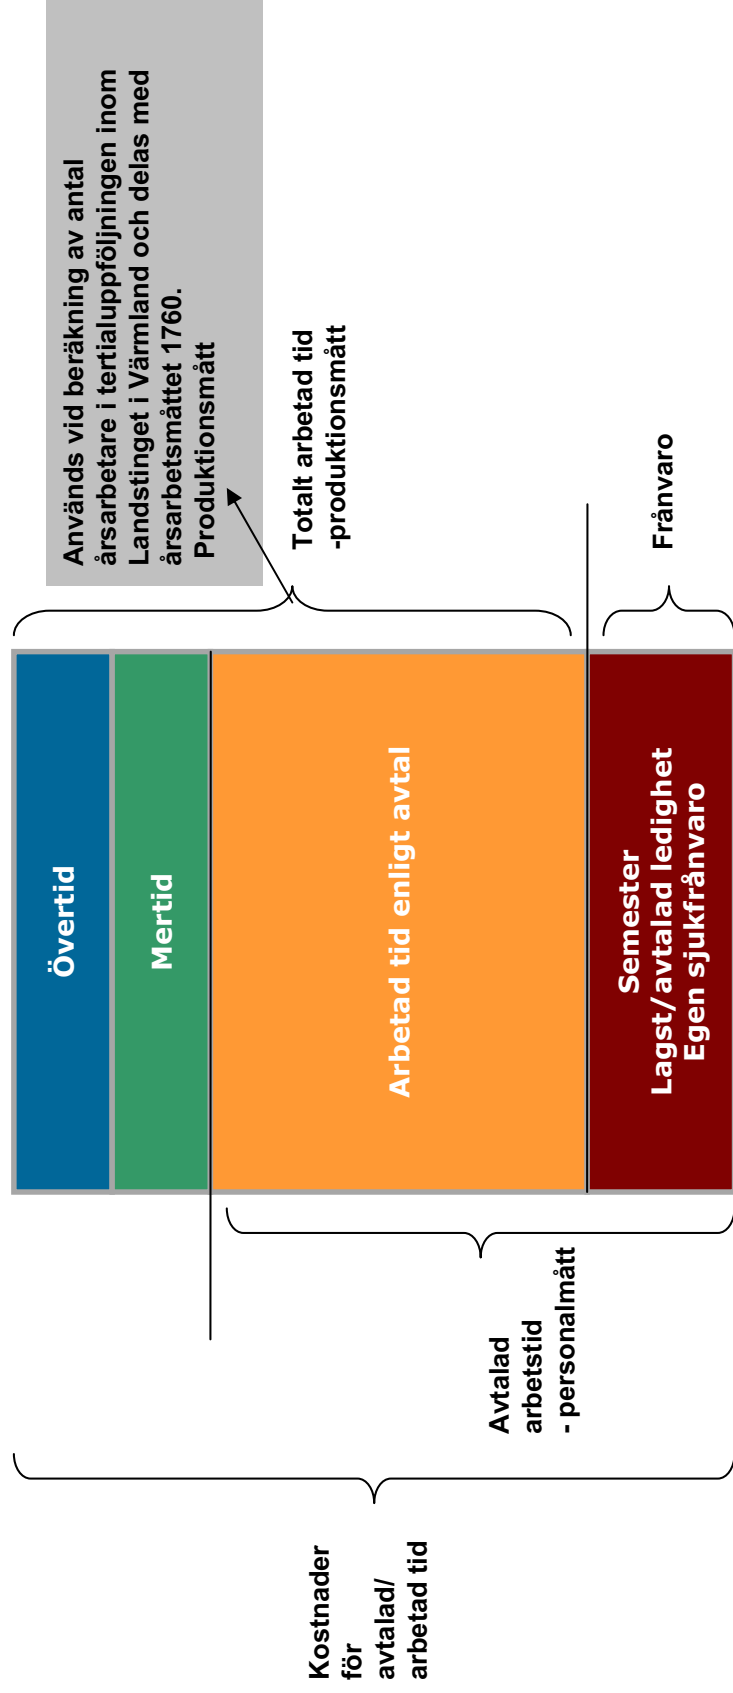 Kostnader
för
avtalad/
arbetad tid
Avtalad
arbetstid
- personalmått
Övertid
Mertid
Arbetad tid enligt avtal
Semester
Lagst/avtalad ledighet
Egen sjukfrånvaro
Används vid beräkning av antal
årsarbetare i tertialuppföljningen inom
Landstinget i Värmland och delas med
årsarbetsmåttet 1760.
Produktionsmått
Totalt arbetad tid
-produktionsmått
Frånvaro